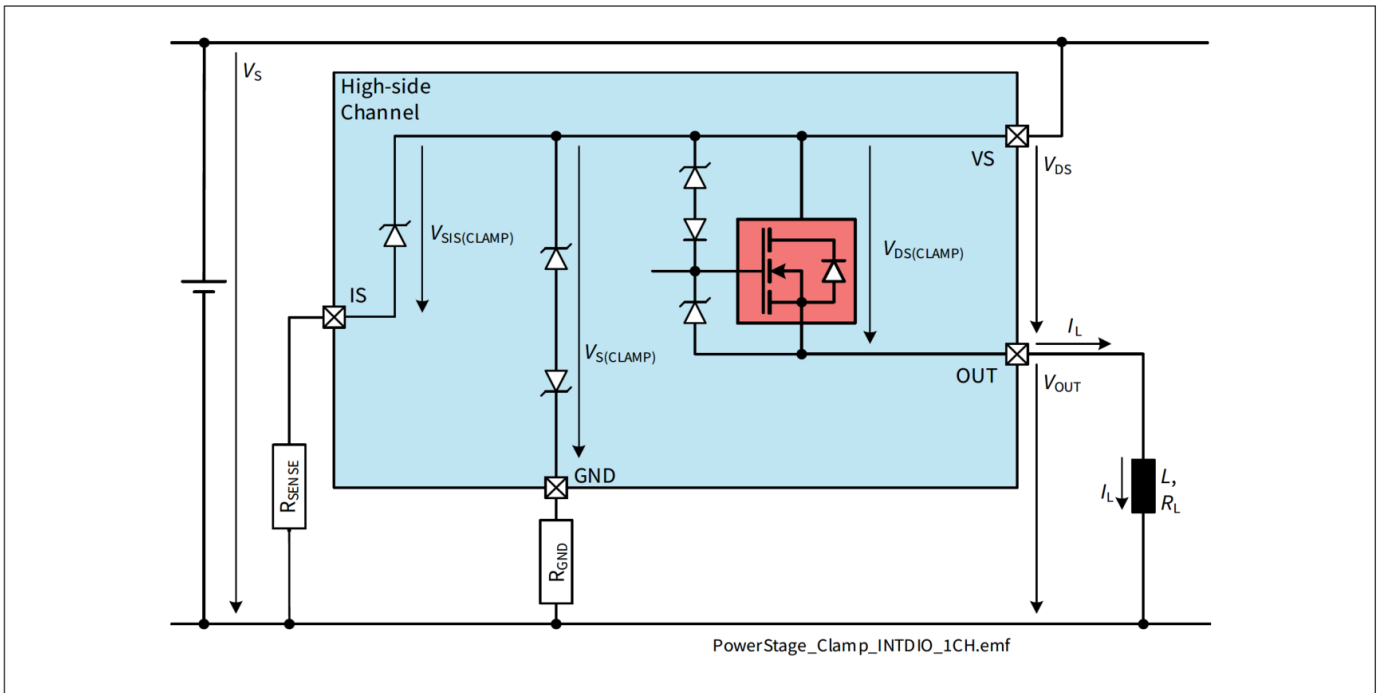 VS
High-side
Channel
VS
VDS
VSIS(CLAMP)
VDS(CLAMP)
IS
VS(CLAMP)
IL
OUT
VOUT
RSENSE
GND
IL
L,
RL
RGND
PowerStage_Clamp_INTDIO_1CH.emf